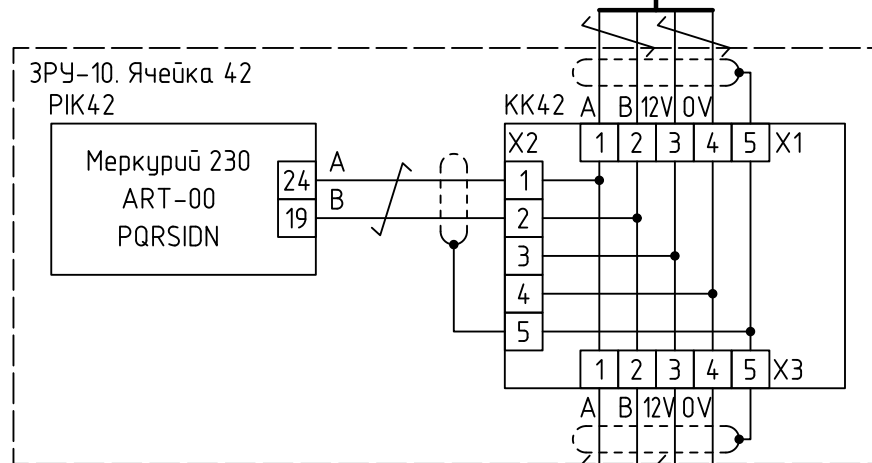 ЗРУ-10. Ячейка 42
PIK42
Меркурий 230
ART-00
PQRSIDN
24
19
A
B
KK42
A B 12V 0V
X2
1 2 3 4 5
X1
1
2
3
4
5
1 2 3 4 5
X3
A B 12V 0V